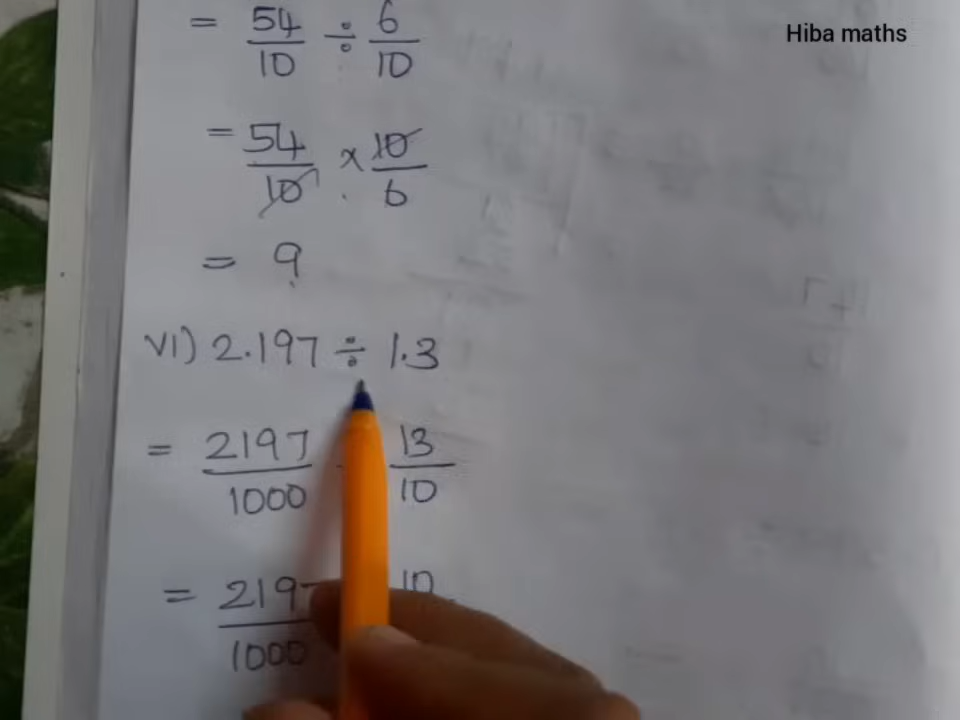 Hiba maths
= 54/10 ÷ 6/10
= 54/10 × 10/6
= 9
VI) 2.197 ÷ 1.3
= 2197/1000 13/10
= 2197/1000 10